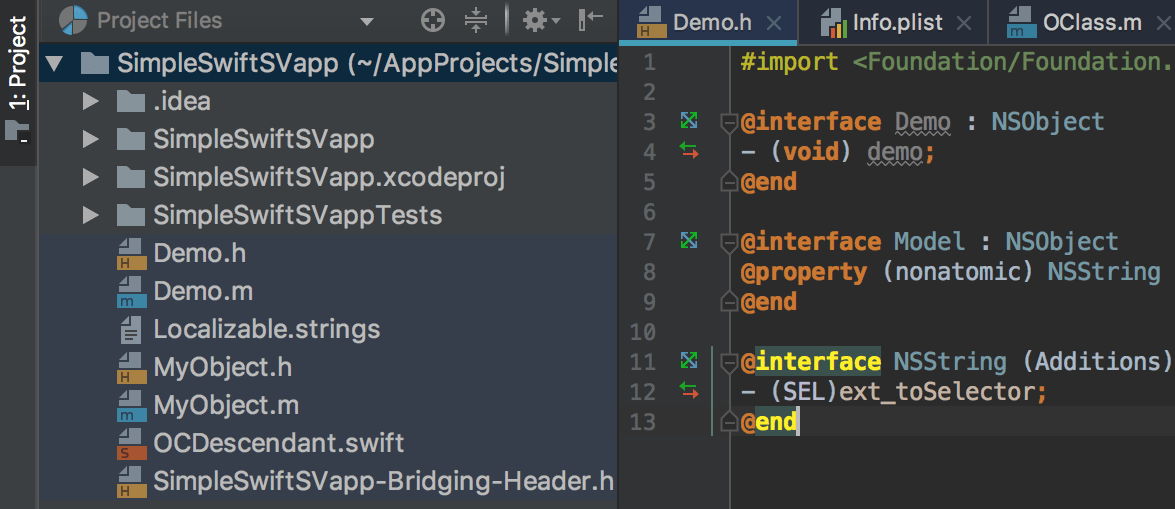 1: Project
Project Files
SimpleSwiftSVapp (~/AppProjects/Simple
.idea
SimpleSwiftSVapp
SimpleSwiftSVapp.xcodeproj
SimpleSwiftSVappTests
Demo.h
Demo.m
Localizable.strings
MyObject.h
MyObject.m
OCDescendant.swift
SimpleSwiftSVapp-Bridging-Header.h
Demo.h Info.plist OClass.m
1 #import <Foundation/Foundation.
2
3 @interface Demo : NSObject
4 - (void) demo;
5 @end
6
7 @interface Model : NSObject
8 @property (nonatomic) NSString
9 @end
10
11 @interface NSString (Additions)
12 - (SEL)ext_toSelector;
13 @end